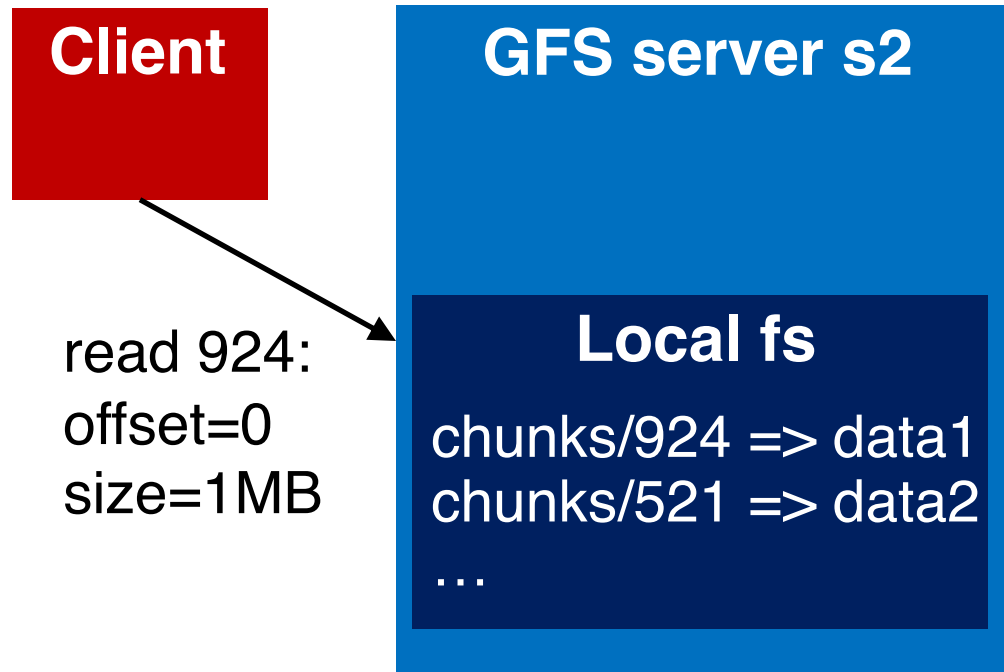 Client
GFS server s2
read 924:
offset=0
size=1MB
Local fs
chunks/924 => data1
chunks/521 => data2
…